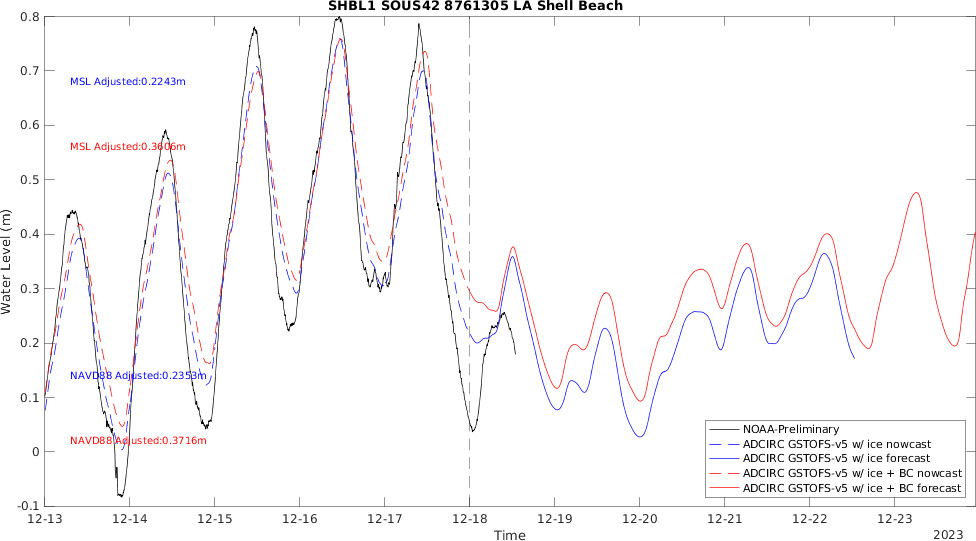 SHBL1 SOUS42 8761305 LA Shell Beach
0.8
0.7
0.6
0.5
0.4
0.3
0.2
0.1
0
-0.1
Water Level (m)
MSL Adjusted:0.2243m
MSL Adjusted:0.3606m
NAVD88 Adjusted:0.2353m
NAVD88 Adjusted:0.3716m
NOAA-Preliminary
ADCIRC GSTOFS-v5 w/ ice nowcast
ADCIRC GSTOFS-v5 w/ ice forecast
ADCIRC GSTOFS-v5 w/ ice + BC nowcast
ADCIRC GSTOFS-v5 w/ ice + BC forecast
12-13 12-14 12-15 12-16 12-17 12-18 12-19 12-20 12-21 12-22 12-23
Time
2023